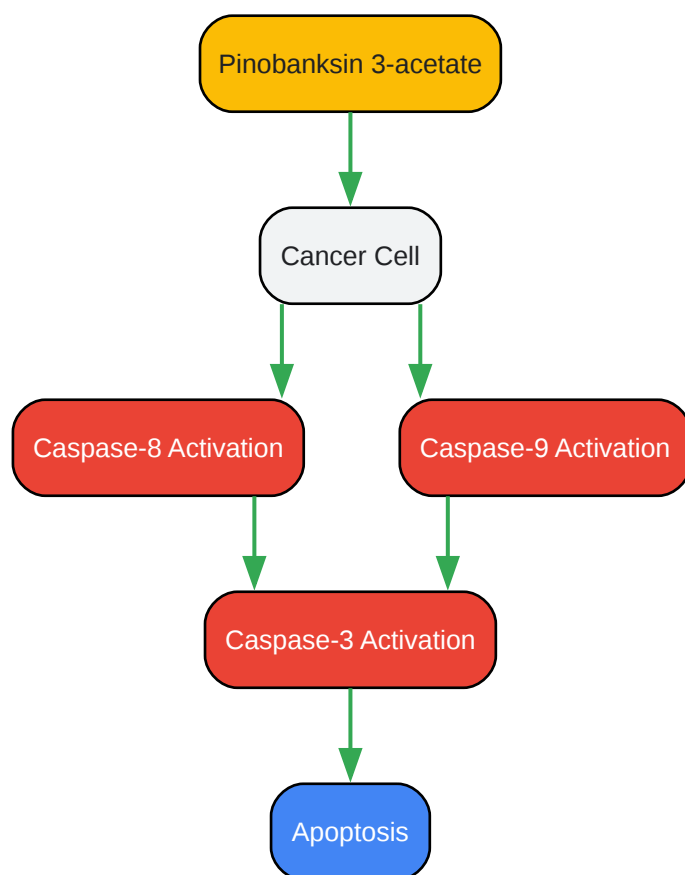 Pinobanksin 3-acetate
Cancer Cell
Caspase-8 Activation
Caspase-9 Activation
Caspase-3 Activation
Apoptosis